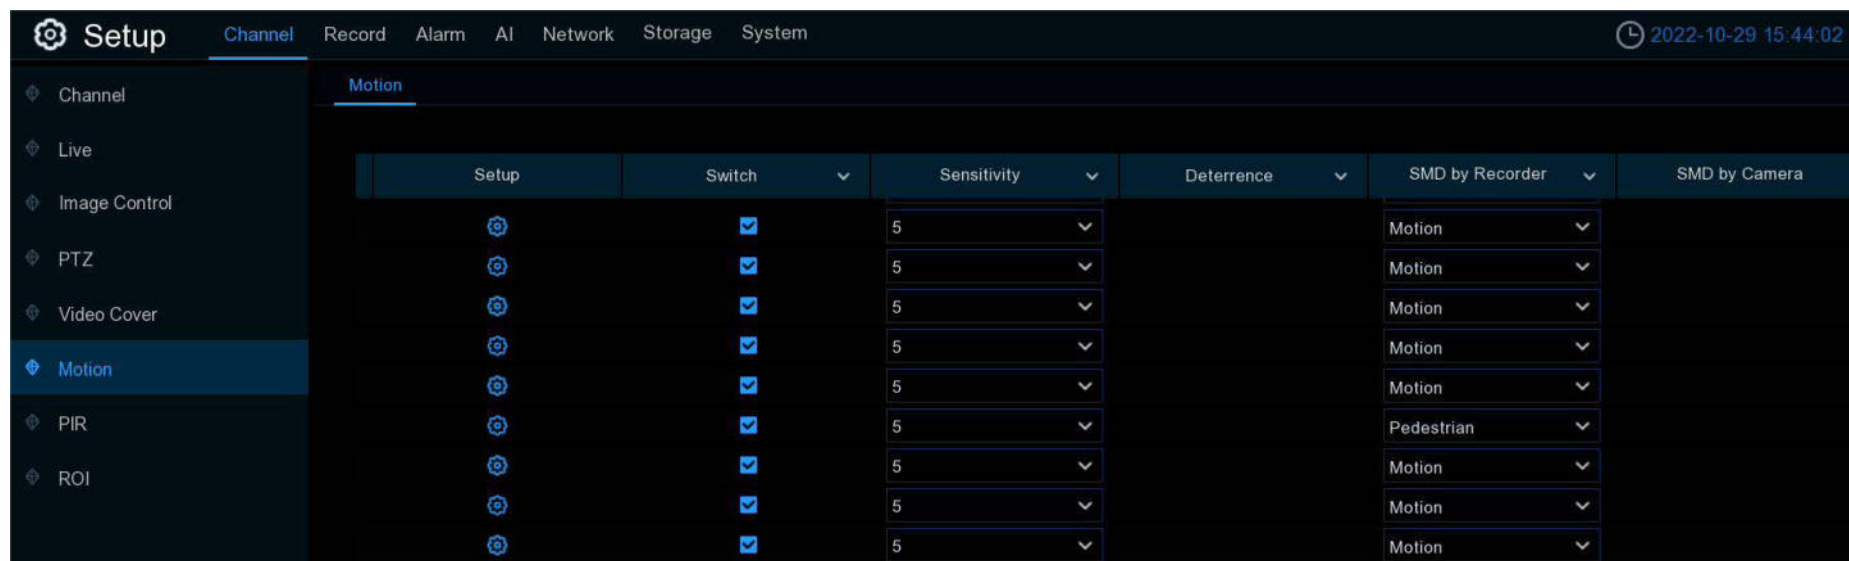 Setup Channel Record Alarm AI Network Storage System 2022-10-29 15:44:02
Channel
Live
Image Control
PTZ
Video Cover
Motion
PIR
ROI
Motion
Setup Switch Sensitivity Deterrence SMD by Recorder SMD by Camera
5 Motion
5 Motion
5 Motion
5 Motion
5 Motion
5 Pedestrian
5 Motion
5 Motion
5 Motion